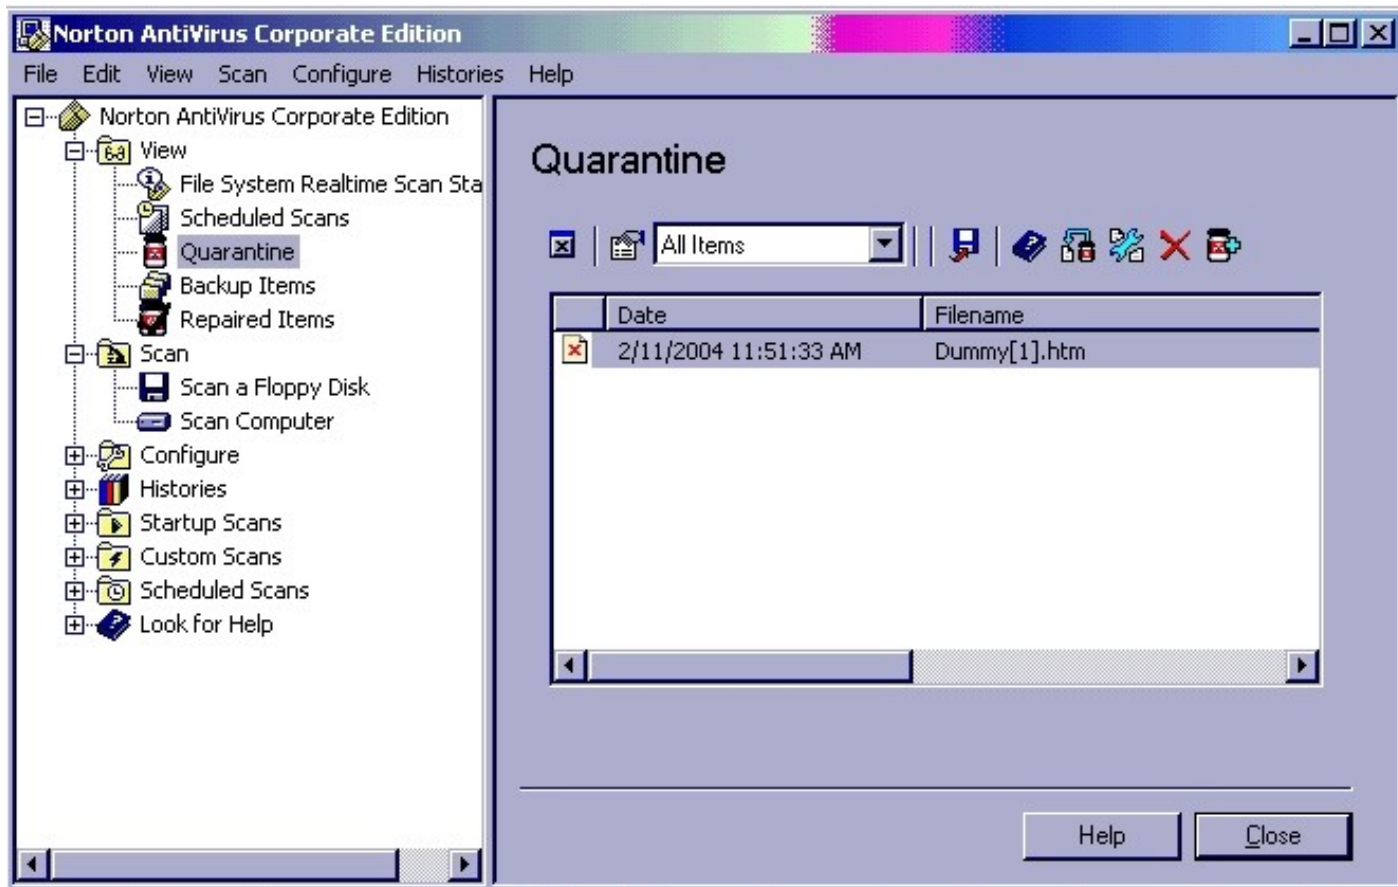 Norton AntiVirus Corporate Edition
File Edit View Scan Configure Histories Help
Norton AntiVirus Corporate Edition
View
File System Realtime Scan Sta
Scheduled Scans
Quarantine
Backup Items
Repaired Items
Scan
Scan a Floppy Disk
Scan Computer
Configure
Histories
Startup Scans
Custom Scans
Scheduled Scans
Look for Help
Quarantine
All Items
Date Filename
2/11/2004 11:51:33 AM Dummy[1].htm
Help Close